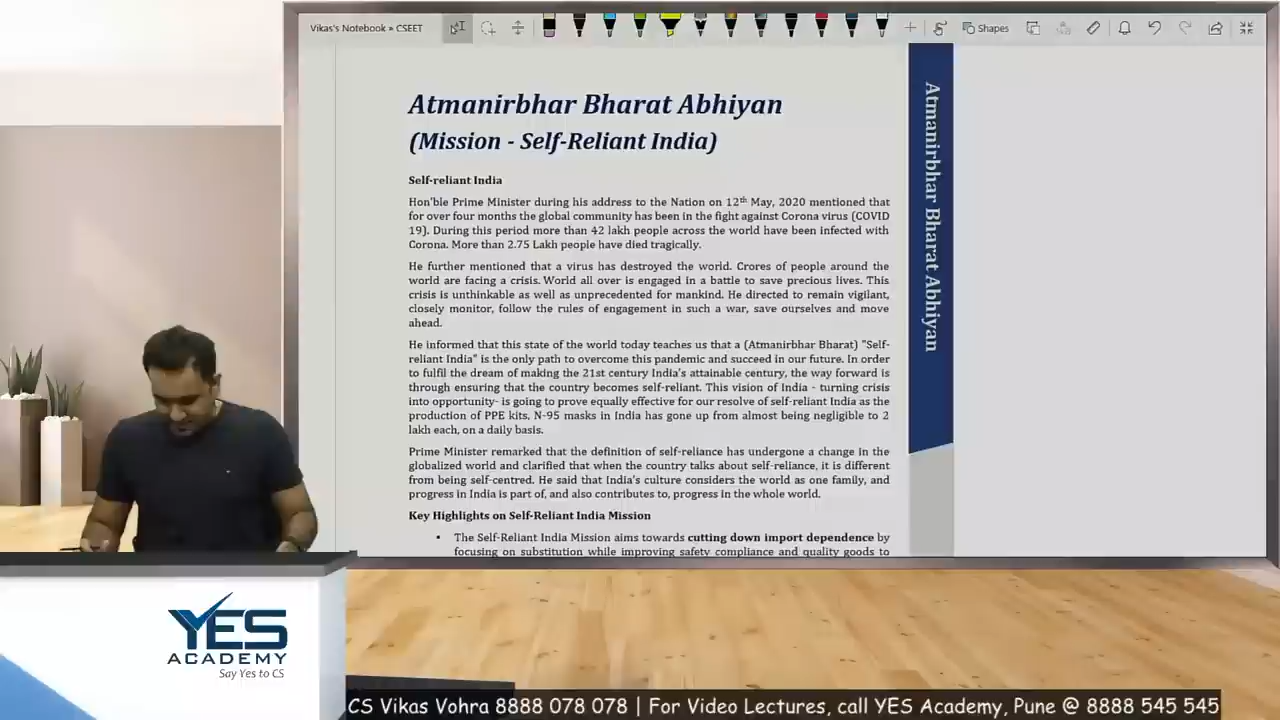 Vikas's Notebook » CSEET
Shapes
Atmanirbhar Bharat Abhiyan
(Mission - Self-Reliant India)
Self-reliant India
Hon'ble Prime Minister during his address to the Nation on 12th May, 2020 mentioned that
for over four months the global community has been in the fight against Corona virus (COVID
19). During this period more than 42 lakh people across the world have been infected with
Corona. More than 2.75 Lakh people have died tragically.
He further mentioned that a virus has destroyed the world. Crores of people around the
world are facing a crisis. World all over is engaged in a battle to save precious lives. This
crisis is unthinkable as well as unprecedented for mankind. He directed to remain vigilant,
closely monitor, follow the rules of engagement in such a war, save ourselves and move
ahead.
He informed that this state of the world today teaches us that a (Atmanirbhar Bharat) "Self-
reliant India" is the only path to overcome this pandemic and succeed in our future. In order
to fulfil the dream of making the 21st century India's attainable century, the way forward is
through ensuring that the country becomes self-reliant. This vision of India - turning crisis
into opportunity- is going to prove equally effective for our resolve of self-reliant India as the
production of PPE kits, N-95 masks in India has gone up from almost being negligible to 2
lakh each, on a daily basis.
Prime Minister remarked that the definition of self-reliance has undergone a change in the
globalized world and clarified that when the country talks about self-reliance, it is different
from being self-centred. He said that India's culture considers the world as one family, and
progress in India is part of, and also contributes to, progress in the whole world.
Key Highlights on Self-Reliant India Mission
▪ The Self-Reliant India Mission aims towards cutting down import dependence by
focusing on substitution while improving safety compliance and quality goods to
Atmanirbhar Bharat Abhiyan
YES
ACADEMY
Say Yes to CS
CS Vikas Vohra 8888 078 078 | For Video Lectures, call YES Academy, Pune @ 8888 545 545